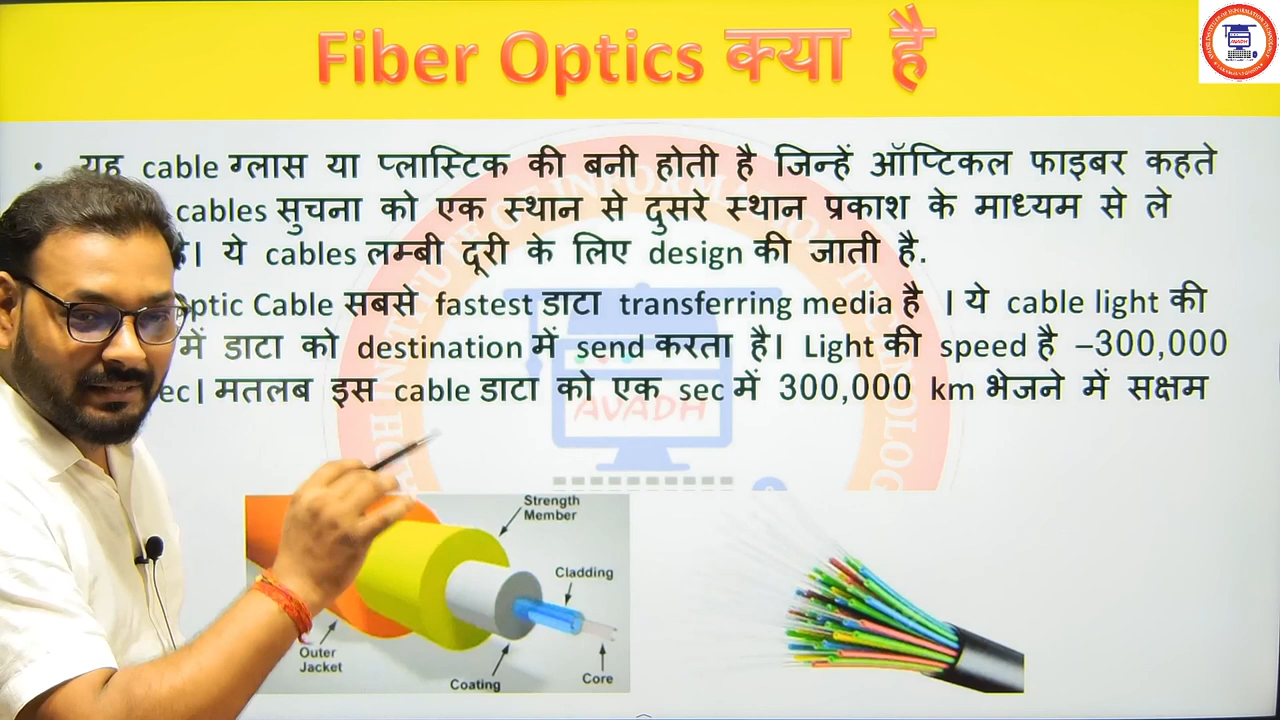 Fiber Optics क्या है
• यह cable ग्लास या प्लास्टिक की बनी होती है जिन्हें ऑप्टिकल फाइबर कहते
cables सुचना को एक स्थान से दुसरे स्थान प्रकाश के माध्यम से ले
। ये cables लम्बी दूरी के लिए design की जाती है.
ptic Cable सबसे fastest डाटा transferring media है । ये cable light की
में डाटा को destination में send करता है। Light की speed है –300,000
ec। मतलब इस cable डाटा को एक sec में 300,000 km भेजने में सक्षम
AVADH
Strength
Member
Cladding
Outer
Jacket
Coating
Core